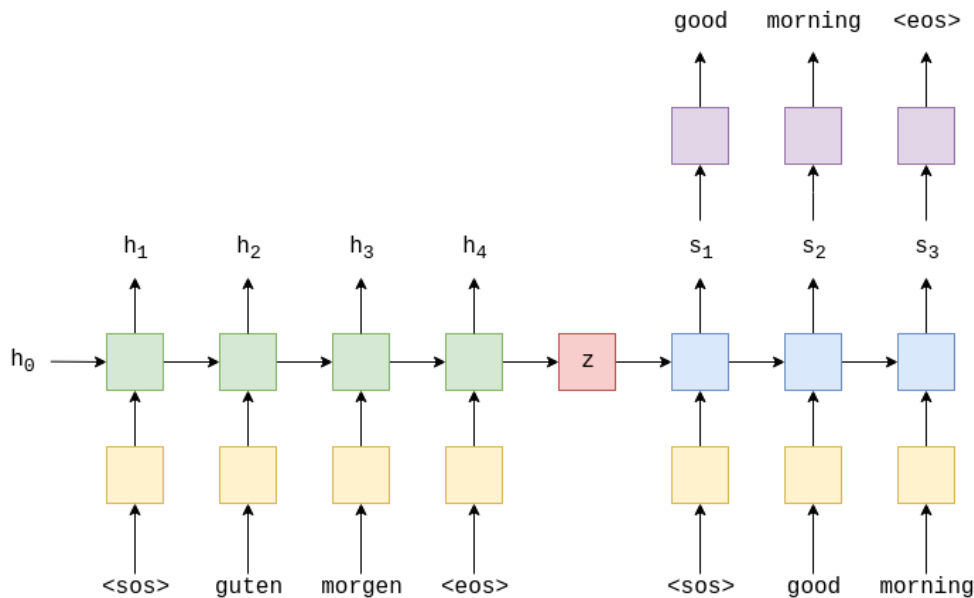 good morning <eos>
h₁ h₂ h₃ h₄ s₁ s₂ s₃
h₀ z
<sos> guten morgen <eos> <sos> good morning